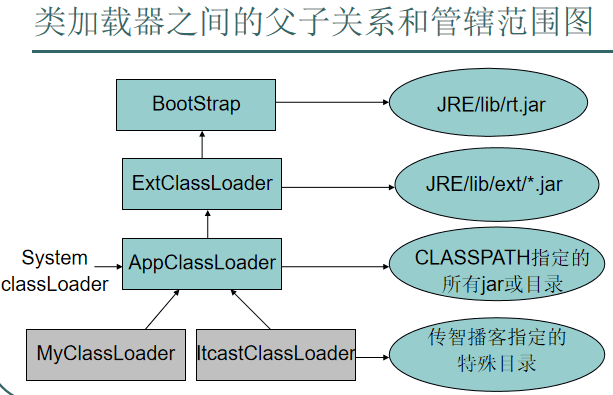 类加载器之间的父子关系和管辖范围图
BootStrap
JRE/lib/rt.jar
ExtClassLoader
JRE/lib/ext/*.jar
System
classLoader
AppClassLoader
CLASSPATH指定的
所有jar或目录
MyClassLoader
ItcastClassLoader
传智播客指定的
特殊目录